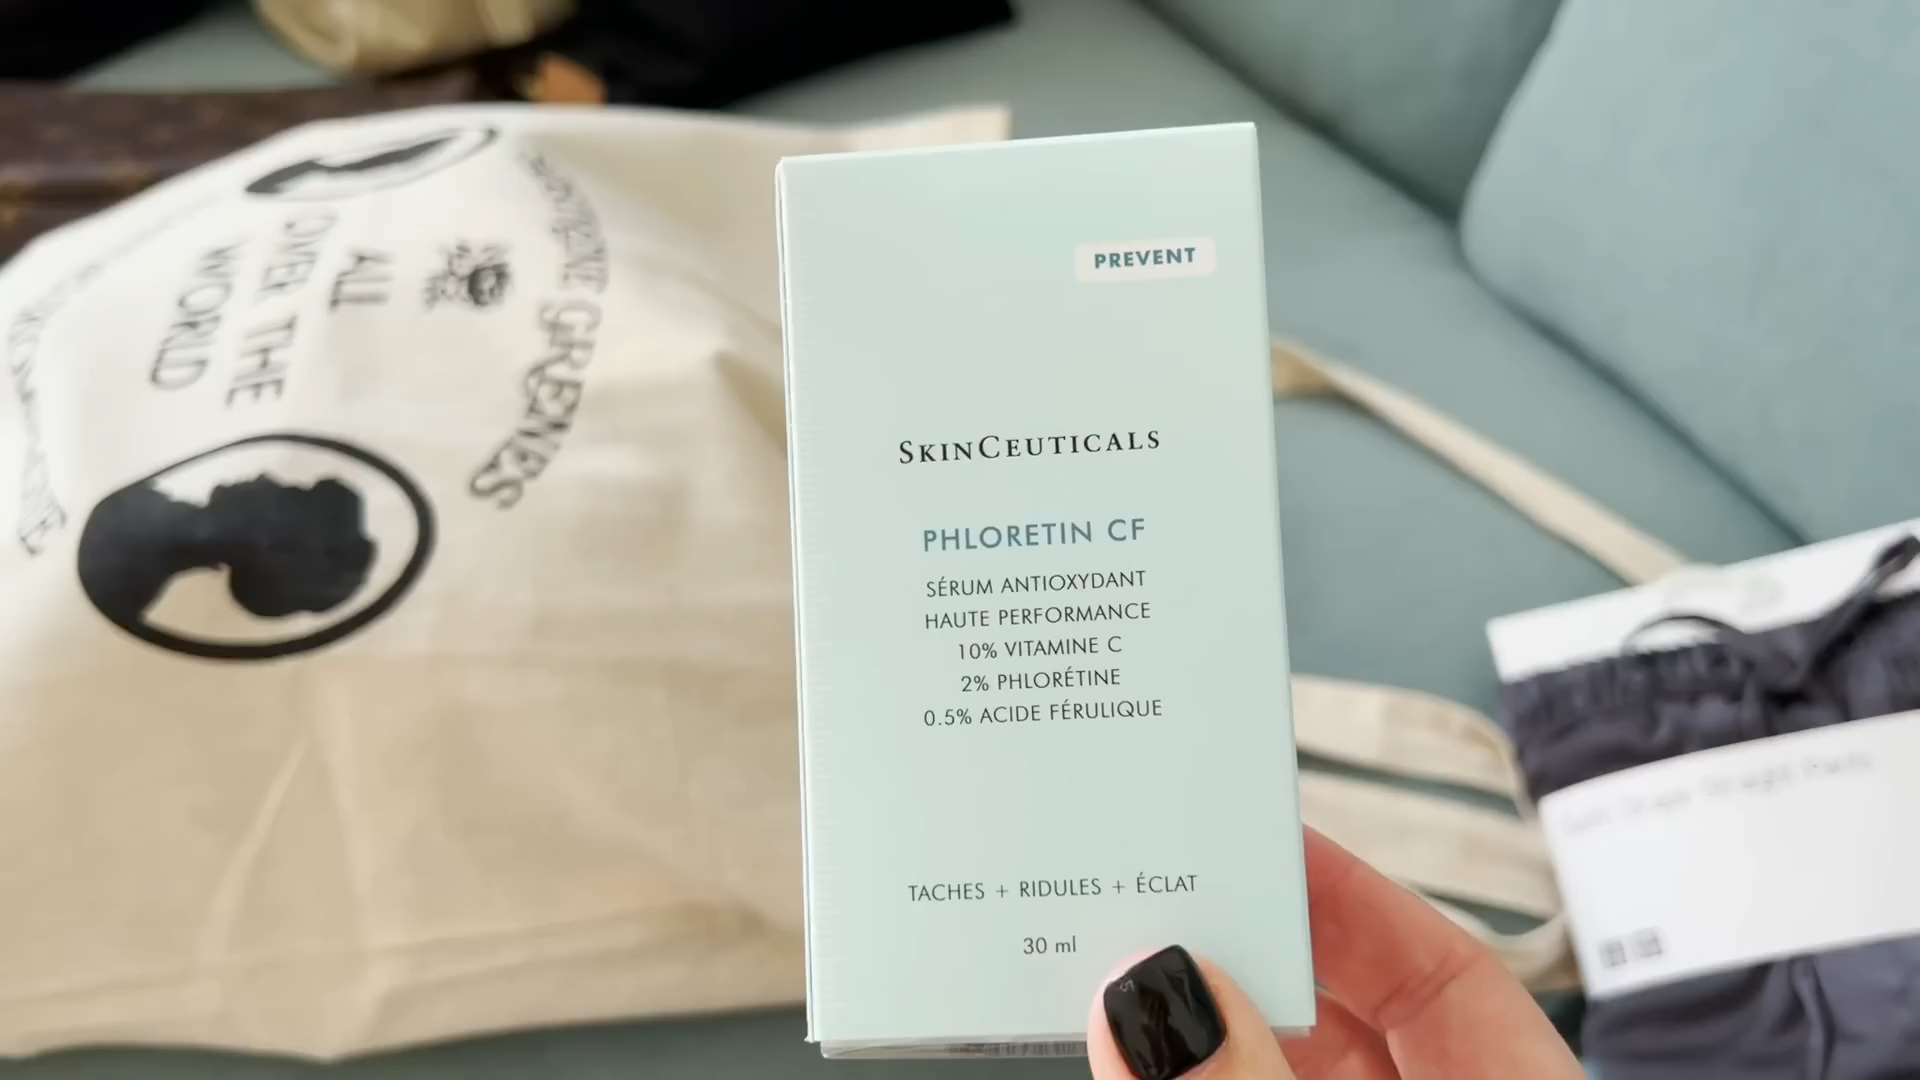 PREVENT
SKINCEUTICALS
PHLORETIN CF
SÉRUM ANTIOXYDANT
HAUTE PERFORMANCE
10% VITAMINE C
2% PHLORÉTINE
0.5% ACIDE FÉRULIQUE
TACHES + RIDULES + ÉCLAT
30 ml
ALL
OVER THE
WORLD